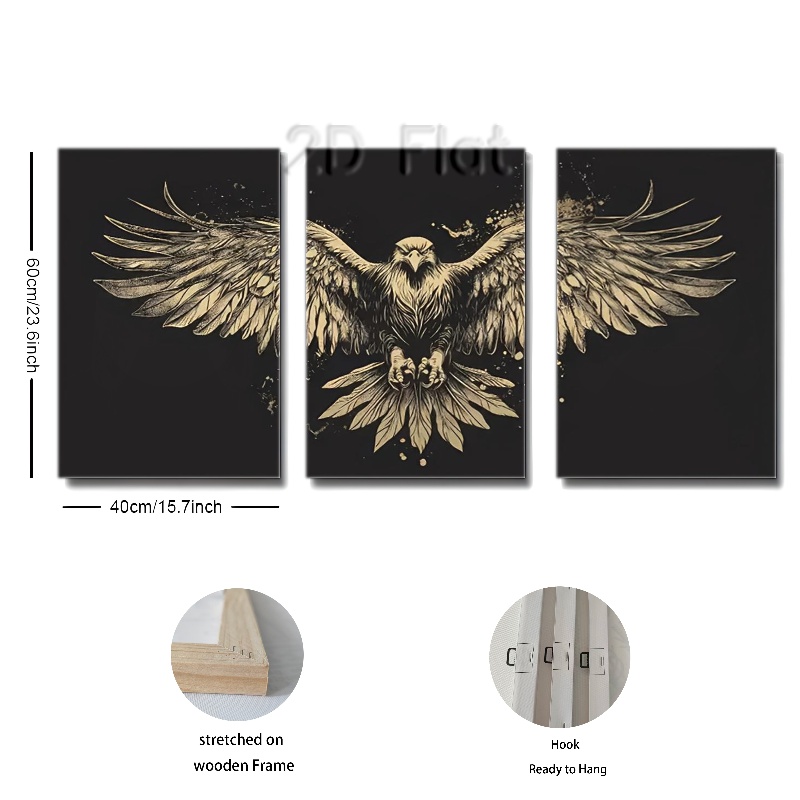 2D Flat
60cm/23.6inch
40cm/15.7inch
stretched on
wooden Frame
Hook
Ready to Hang